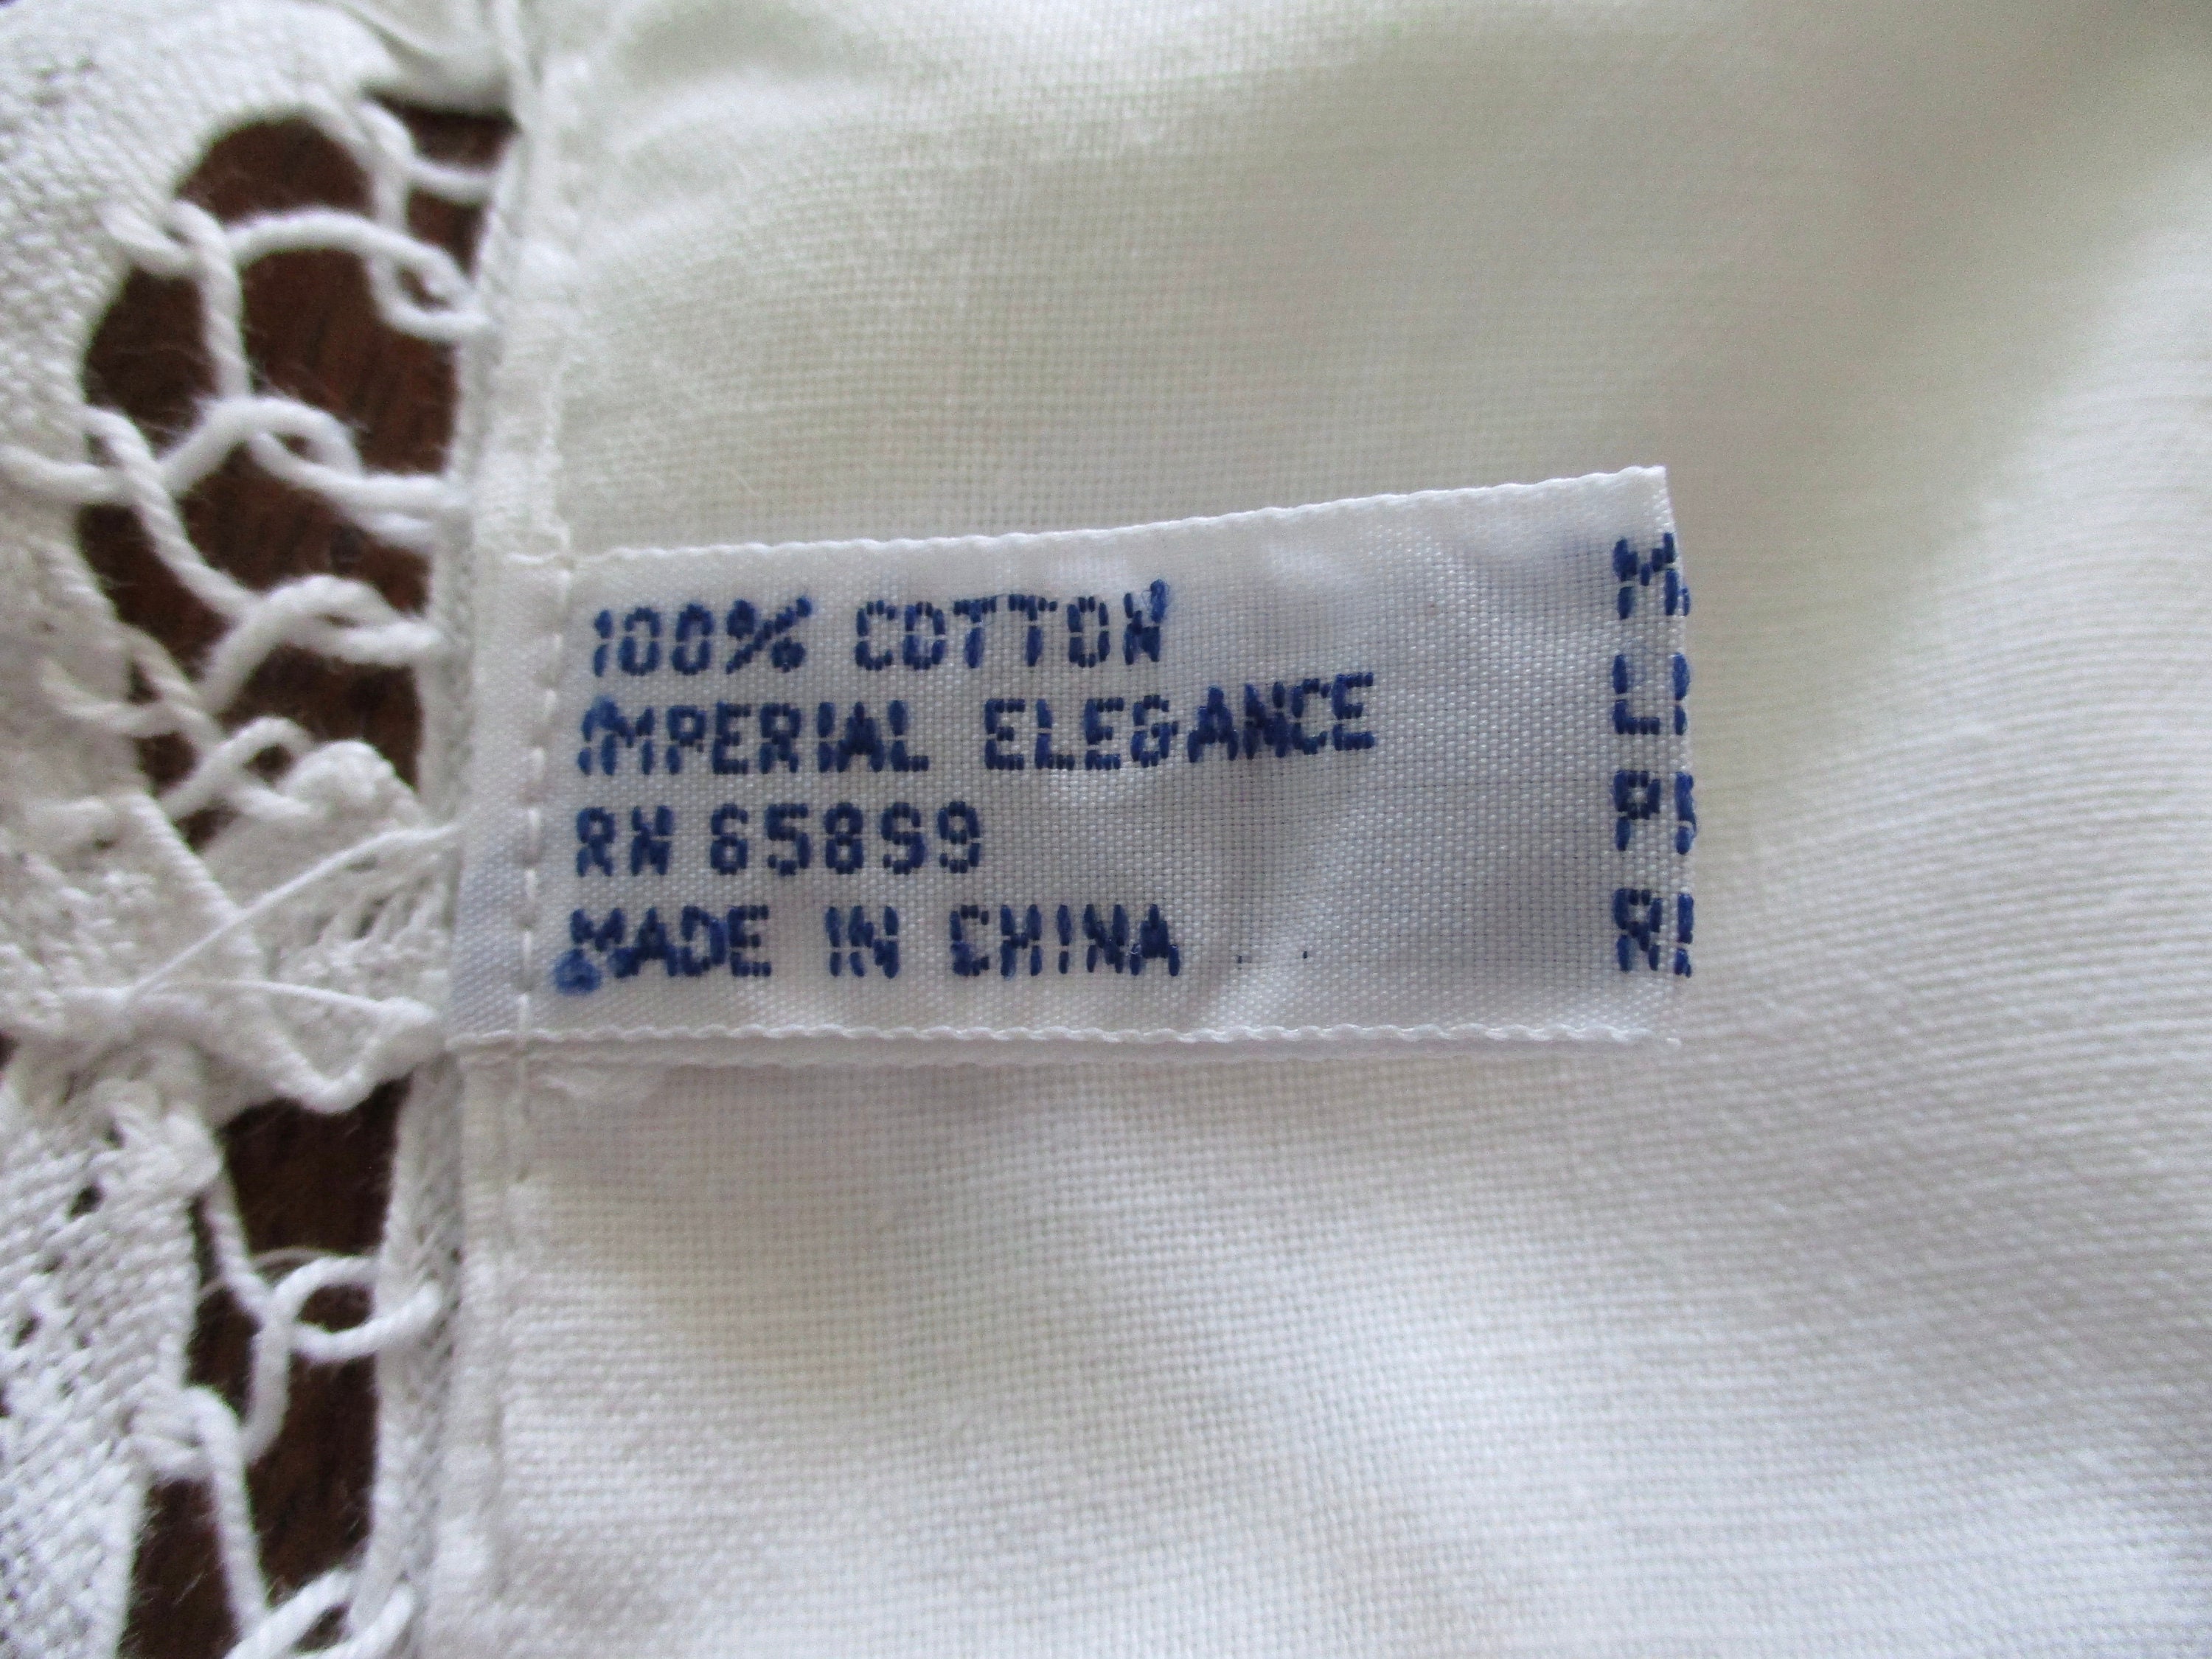 100% COTTON
IMPERIAL ELEGANCE
RN 65899
MADE IN CHINA